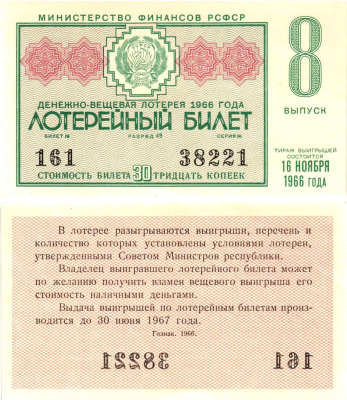 МИНИСТЕРСТВО ФИНАНСОВ РСФСР
8
ВЫПУСК
ДЕНЕЖНО-ВЕЩЕВАЯ ЛОТЕРЕЯ 1966 ГОДА
ЛОТЕРЕЙНЫЙ БИЛЕТ
БИЛЕТ № РАЗРЯД 49 СЕРИЯ №
161 38221
СТОИМОСТЬ БИЛЕТА 30 ТРИДЦАТЬ КОПЕЕК
ТИРАЖ ВЫИГРЫШЕЙ
СОСТОИТСЯ
16 НОЯБРЯ
1966 ГОДА
В лотерее разыгрываются выигрыши, перечень и
количество которых установлены условиями лотереи,
утвержденными Советом Министров республики.
Владелец выигравшего лотерейного билета может
по желанию получить взамен вещевого выигрыша его
стоимость наличными деньгами.
Выдача выигрышей по лотерейным билетам произ-
водится до 30 июня 1967 года.
Гознак. 1966.
38221 161